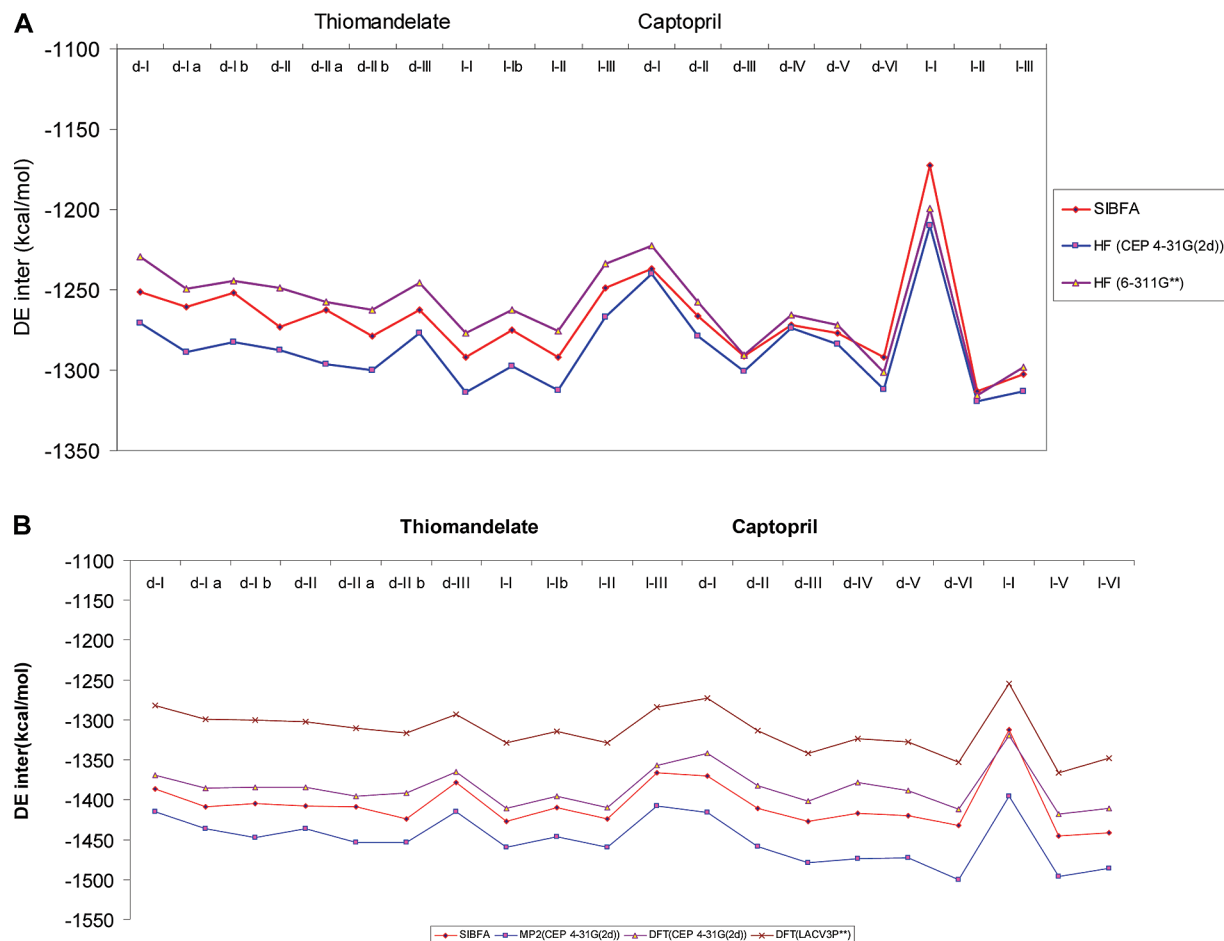 A
Thiomandelate Captopril
-1100
d-I d-I a d-I b d-II d-II a d-II b d-III l-I l-Ib l-II l-III d-I d-II d-III d-IV d-V d-VI l-I l-II l-III
-1150
-1200
-1250
-1300
-1350
DE inter (kcal/mol)
SIBFA
HF (CEP 4-31G(2d))
HF (6-311G**)
B
Thiomandelate Captopril
-1100
d-I d-I a d-I b d-II d-II a d-II b d-III l-I l-Ib l-II l-III d-I d-II d-III d-IV d-V d-VI l-I l-V l-VI
-1150
-1200
-1250
-1300
-1350
-1400
-1450
-1500
-1550
DE inter(kcal/mol)
SIBFA MP2(CEP 4-31G(2d)) DFT(CEP 4-31G(2d)) DFT(LACV3P**)